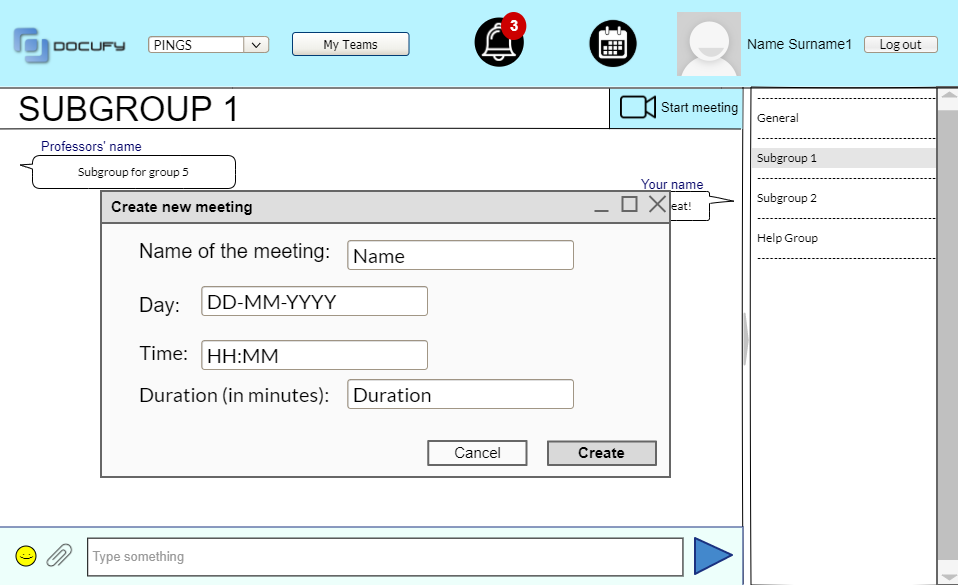 DOCUFY
PINGS
My Teams
3
Name Surname1
Log out
SUBGROUP 1
Start meeting
Professors' name
Subgroup for group 5
Your name
eat!
Create new meeting
Name of the meeting:
Name
Day:
DD-MM-YYYY
Time:
HH:MM
Duration (in minutes):
Duration
Cancel
Create
Type something
General
Subgroup 1
Subgroup 2
Help Group